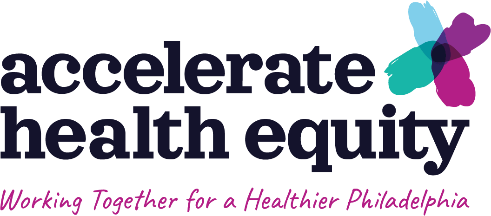 accelerate
health equity
Working Together for a Healthier Philadelphia